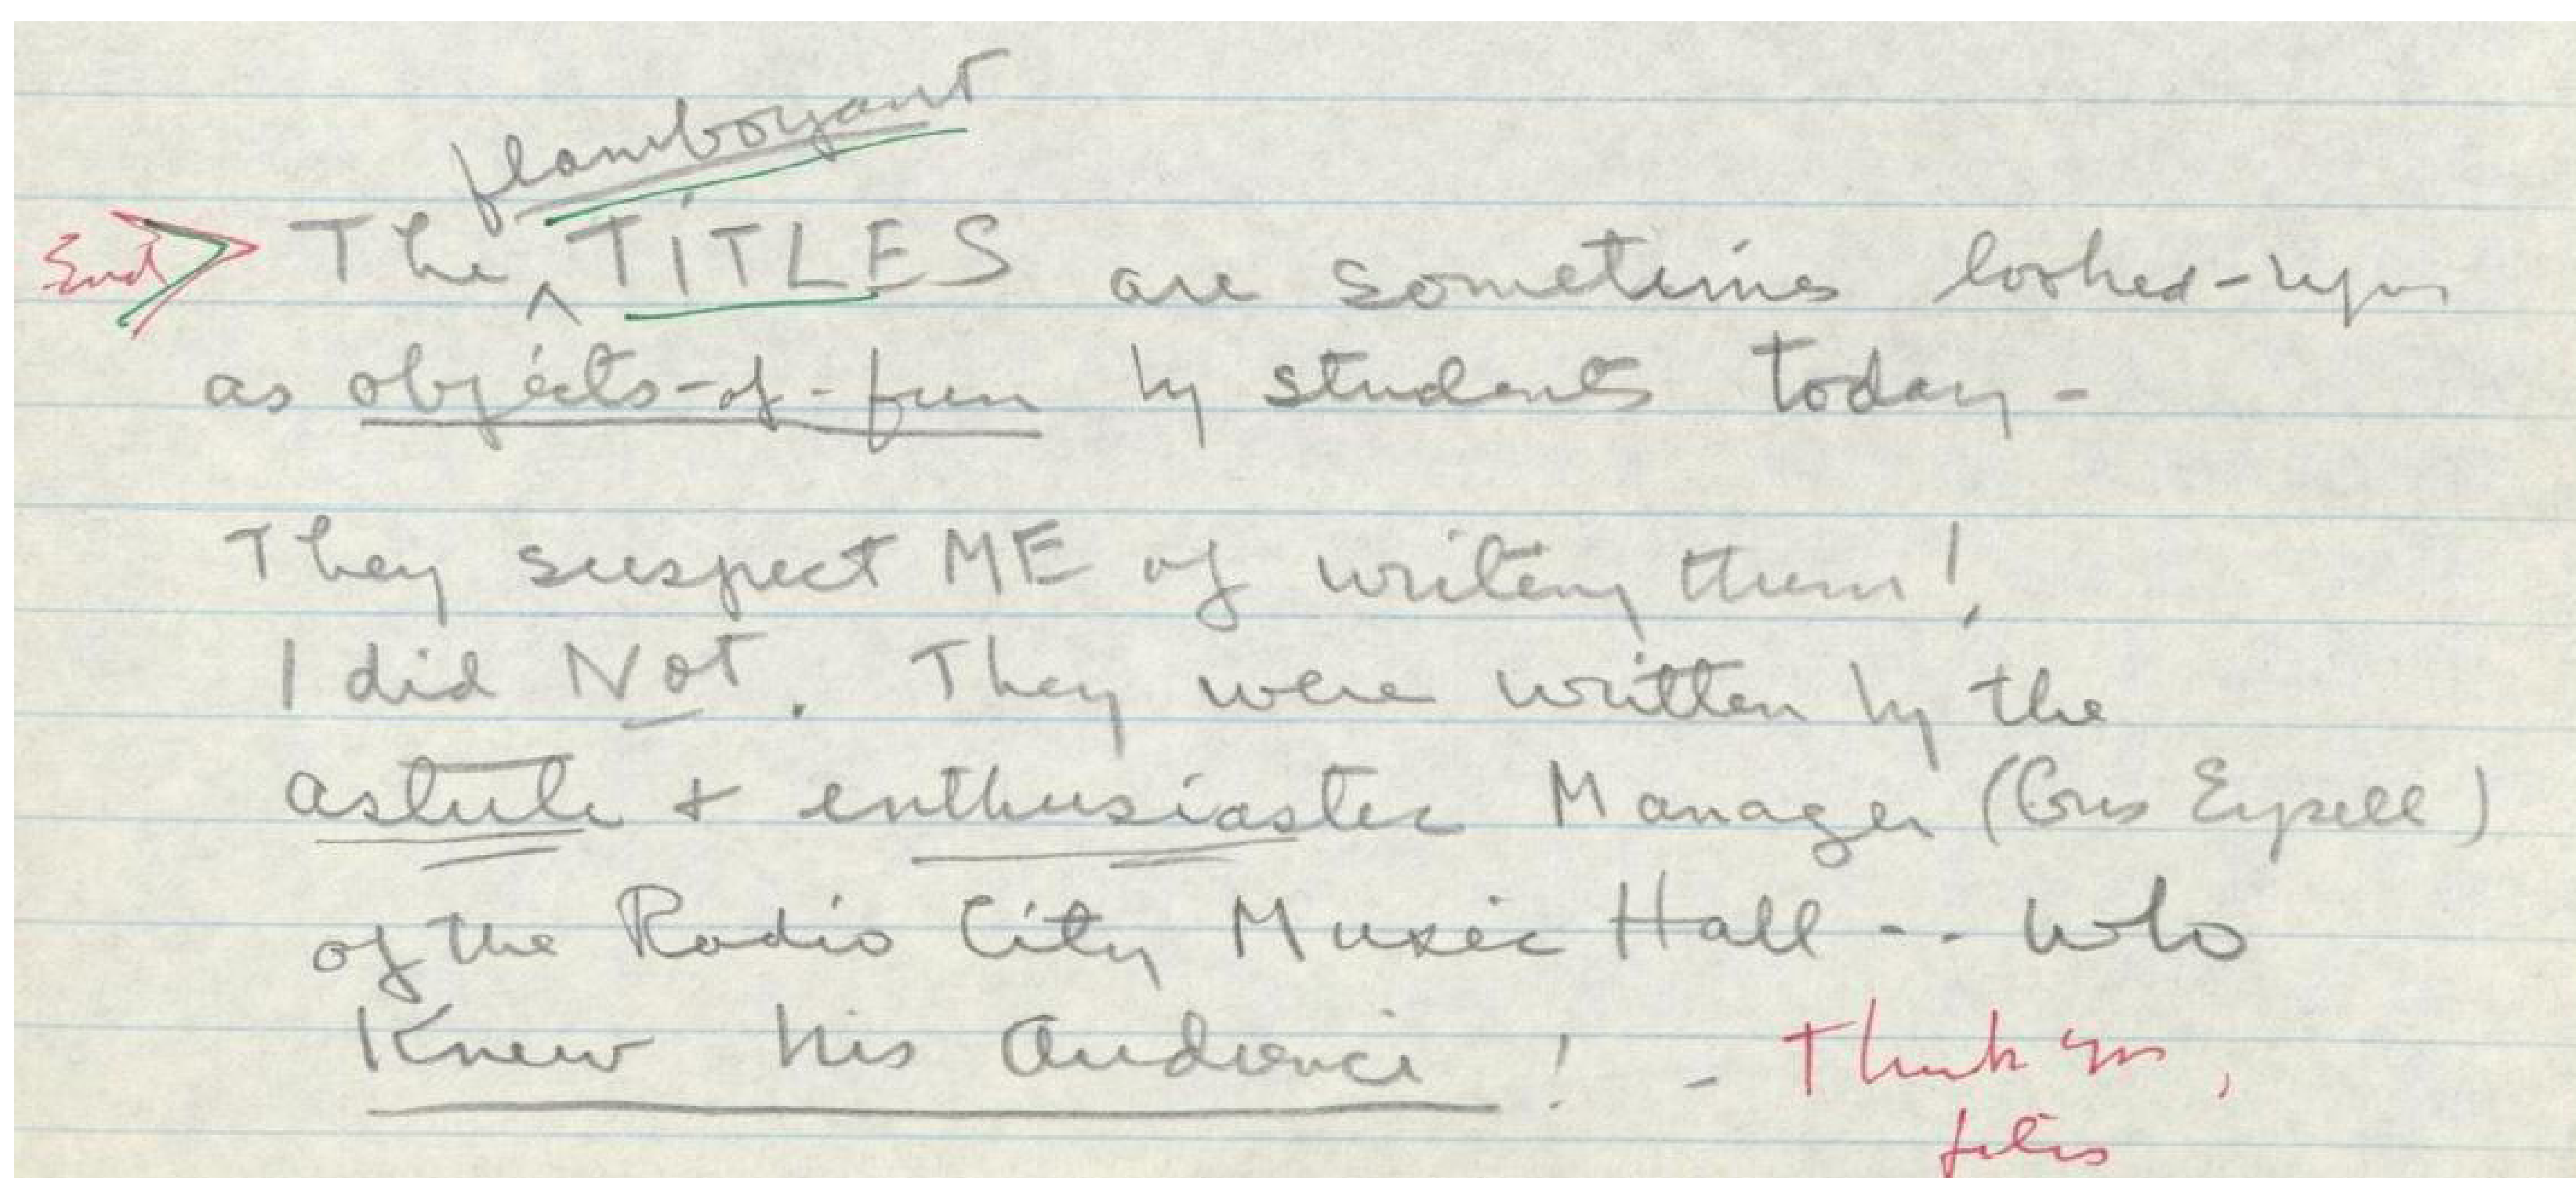 flamboyant
End > The ^ TiTLES are sometimes looked-upon
as objects-of-fun by students today -
They suspect ME of writing them!
I did Not. They were written by the
astute + enthusiastic Manager (Gus Eysell)
of the Radio City Music Hall -- who
Knew his Audience! - Thank you,